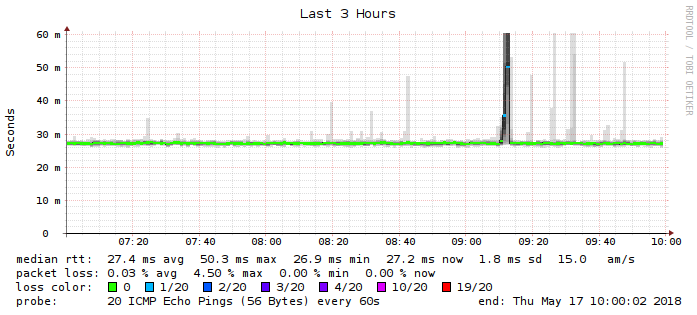 Last 3 Hours
RRDTOOL / TOBI OETIKER
Seconds
60 m
50 m
40 m
30 m
20 m
10 m
0
07:20 07:40 08:00 08:20 08:40 09:00 09:20 09:40 10:00
median rtt: 27.4 ms avg 50.3 ms max 26.9 ms min 27.2 ms now 1.8 ms sd 15.0 am/s
packet loss: 0.03 % avg 4.50 % max 0.00 % min 0.00 % now
loss color: 0 1/20 2/20 3/20 4/20 10/20 19/20
probe: 20 ICMP Echo Pings (56 Bytes) every 60s end: Thu May 17 10:00:02 2018